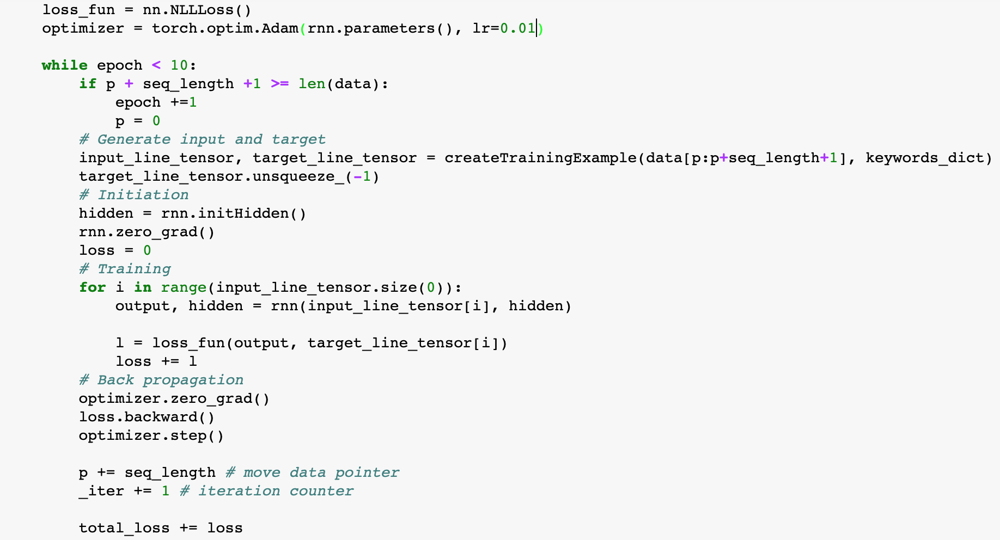 loss_fun = nn.NLLLoss()
optimizer = torch.optim.Adam(rnn.parameters(), lr=0.01)
while epoch < 10:
if p + seq_length +1 >= len(data):
epoch +=1
p = 0
# Generate input and target
input_line_tensor, target_line_tensor = createTrainingExample(data[p:p+seq_length+1], keywords_dict)
target_line_tensor.unsqueeze_(-1)
# Initiation
hidden = rnn.initHidden()
rnn.zero_grad()
loss = 0
# Training
for i in range(input_line_tensor.size(0)):
output, hidden = rnn(input_line_tensor[i], hidden)
l = loss_fun(output, target_line_tensor[i])
loss += l
# Back propagation
optimizer.zero_grad()
loss.backward()
optimizer.step()
p += seq_length # move data pointer
_iter += 1 # iteration counter
total_loss += loss